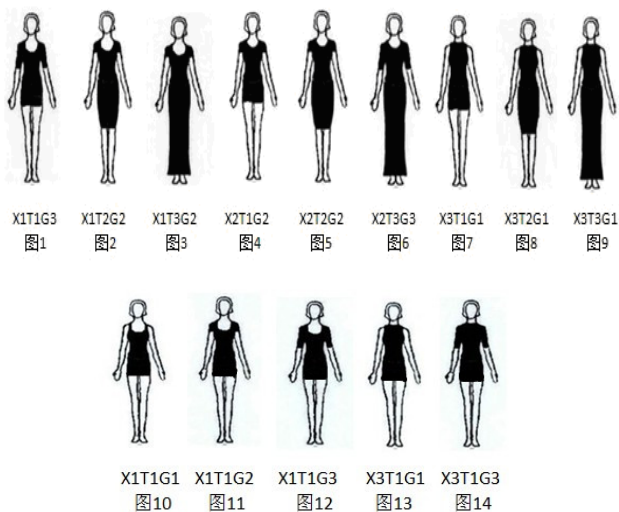 X1T1G3 X1T2G2 X1T3G2 X2T1G2 X2T2G2 X2T3G3 X3T1G1 X3T2G1 X3T3G1
图1 图2 图3 图4 图5 图6 图7 图8 图9
X1T1G1 X1T1G2 X1T1G3 X3T1G1 X3T1G3
图10 图11 图12 图13 图14